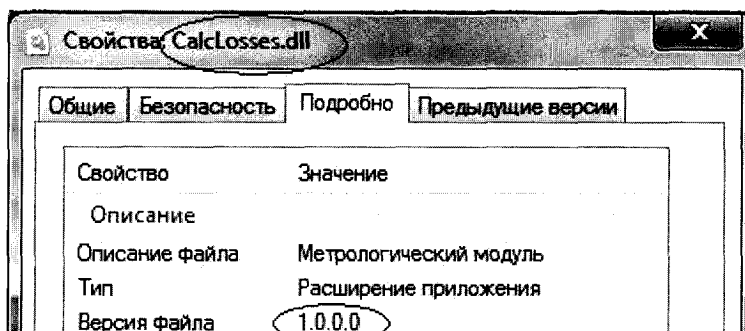 Свойства: CalcLosses.dll
X
Общие Безопасность Подробно Предыдущие версии
Свойство Значение
Описание
Описание файла Метрологический модуль
Тип Расширение приложения
Версия файла 1.0.0.0